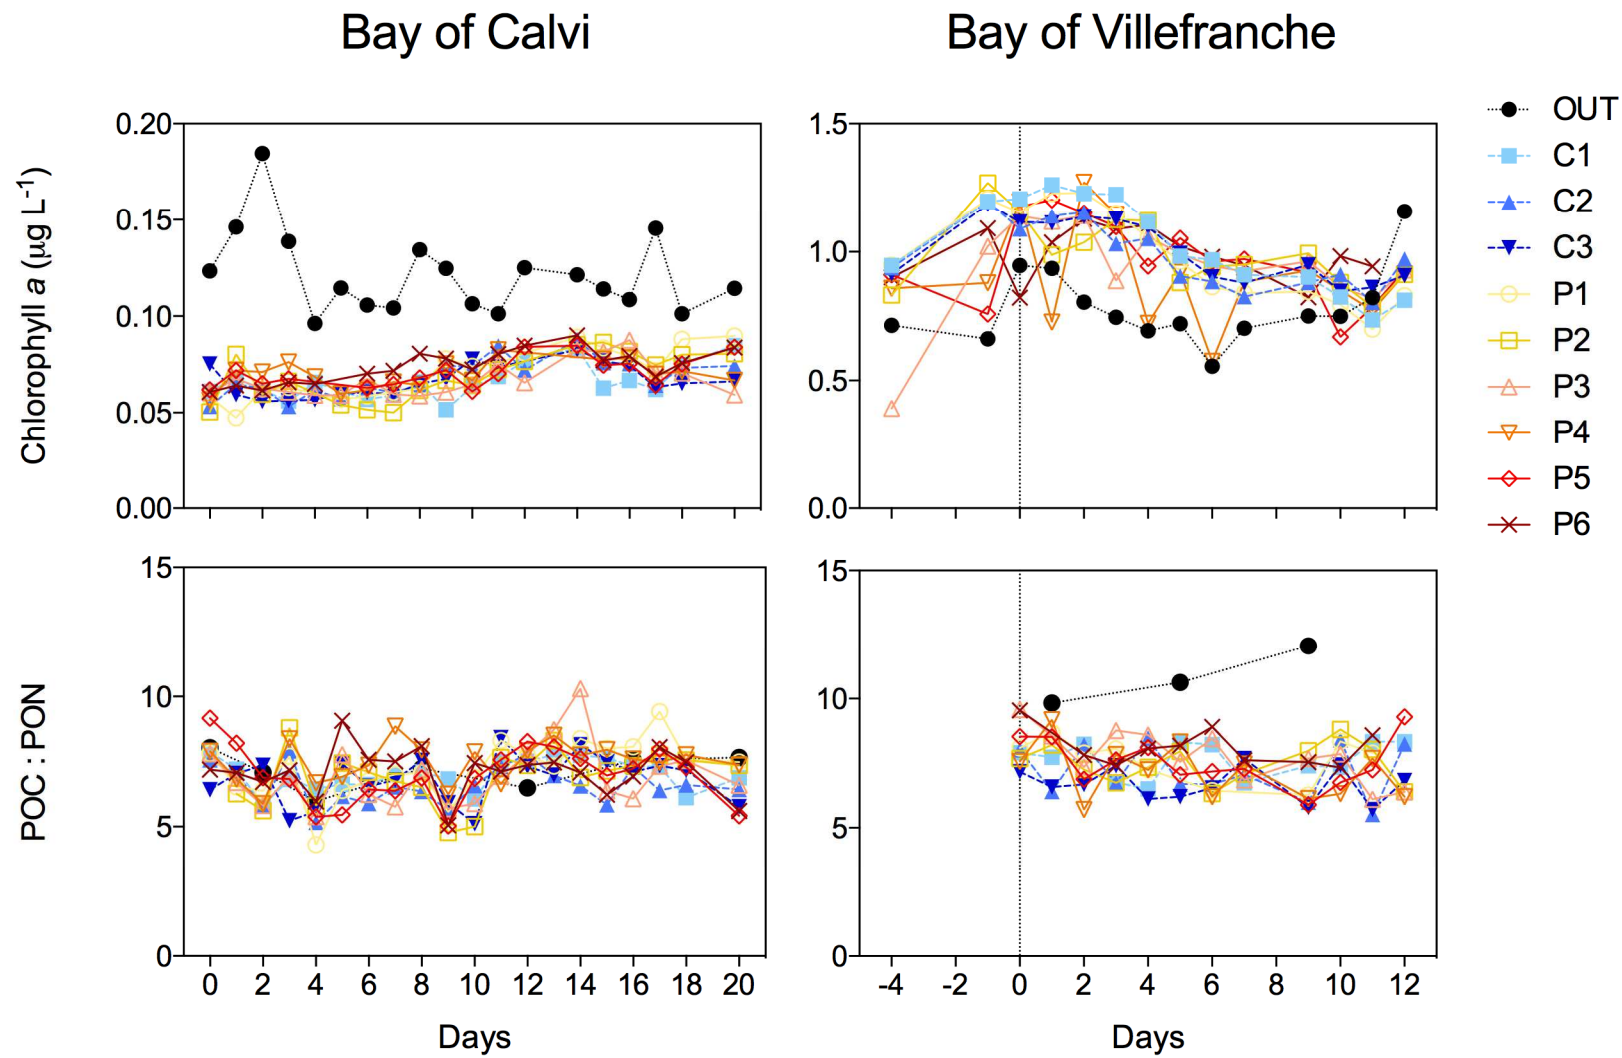 Bay of Calvi
Bay of Villefranche
Chlorophyll a (µg L-1)
0.20
0.15
0.10
0.05
0.00
1.5
1.0
0.5
0.0
OUT
C1
C2
C3
P1
P2
P3
P4
P5
P6
POC : PON
15
10
5
0
0 2 4 6 8 10 12 14 16 18 20
Days
15
10
5
0
-4 -2 0 2 4 6 8 10 12
Days